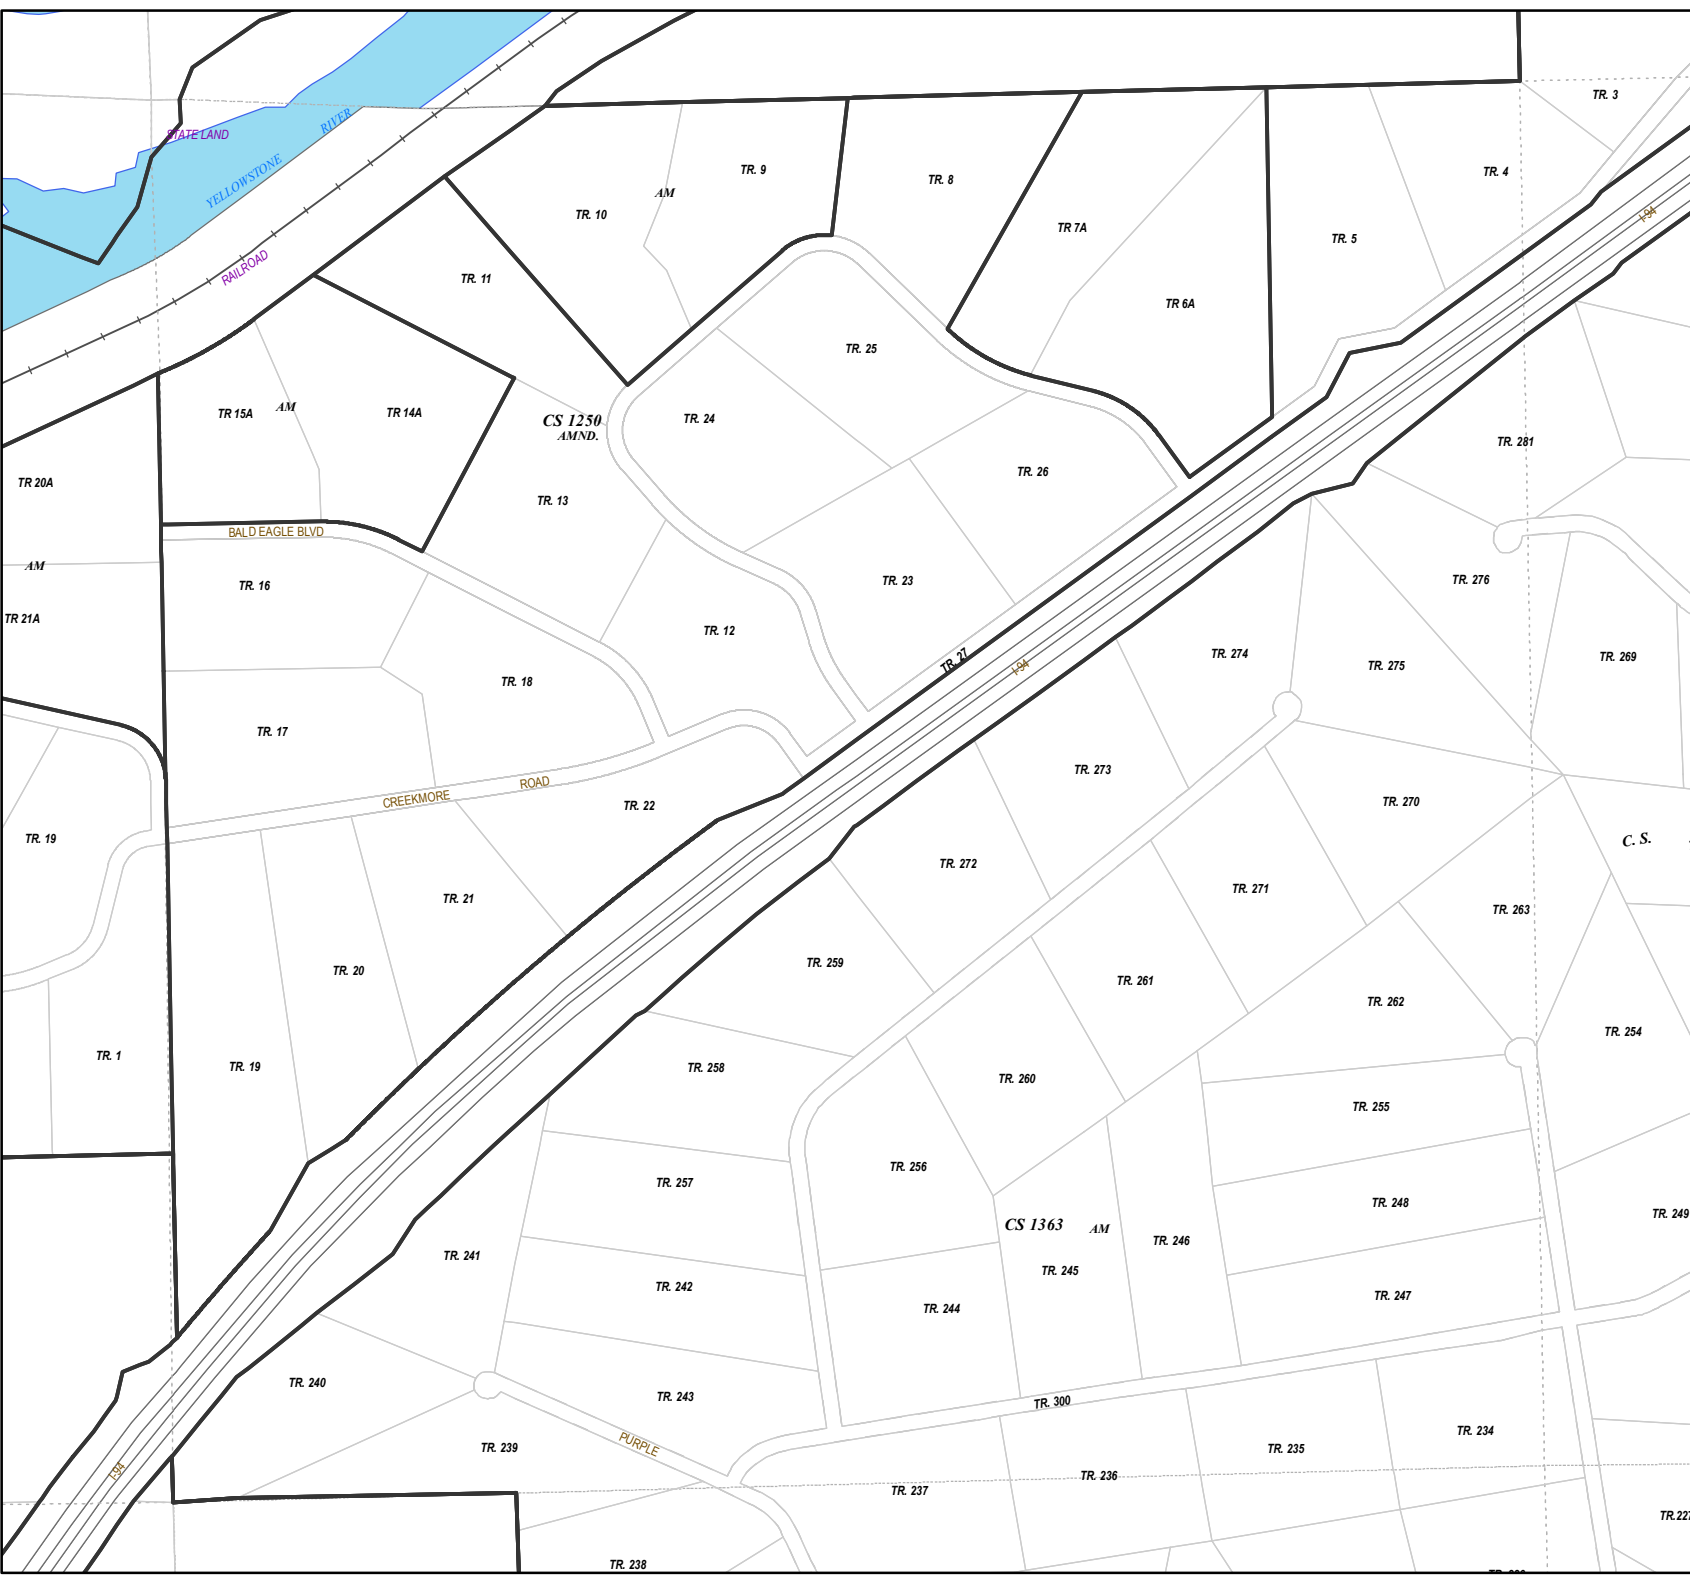 TR. 3
STATE LAND
RIVER
YELLOWSTONE
TR. 9
TR. 4
TR. 8
AM
TR. 10
I-94
TR 7A
TR. 5
RAILROAD
TR. 11
TR 6A
TR. 25
AM
TR 15A
TR 14A
CS 1250
AMND.
TR. 24
TR. 281
TR. 26
TR 20A
TR. 13
BALD EAGLE BLVD
AM
TR. 16
TR. 23
TR. 276
TR 21A
TR. 12
TR. 27
I-94
TR. 274
TR. 275
TR. 269
TR. 18
TR. 17
TR. 273
ROAD
CREEKMORE
TR. 22
TR. 270
TR. 19
C. S.
TR. 272
TR. 271
TR. 21
TR. 263
TR. 20
TR. 259
TR. 261
TR. 262
TR. 254
TR. 1
TR. 19
TR. 258
TR. 260
TR. 255
TR. 256
TR. 257
TR. 248
TR. 249
CS 1363
AM
TR. 246
TR. 241
TR. 245
TR. 242
TR. 247
TR. 244
TR. 240
TR. 243
TR. 300
TR. 234
PURPLE
TR. 239
TR. 235
I-94
TR. 236
TR. 237
TR.227
TR. 238